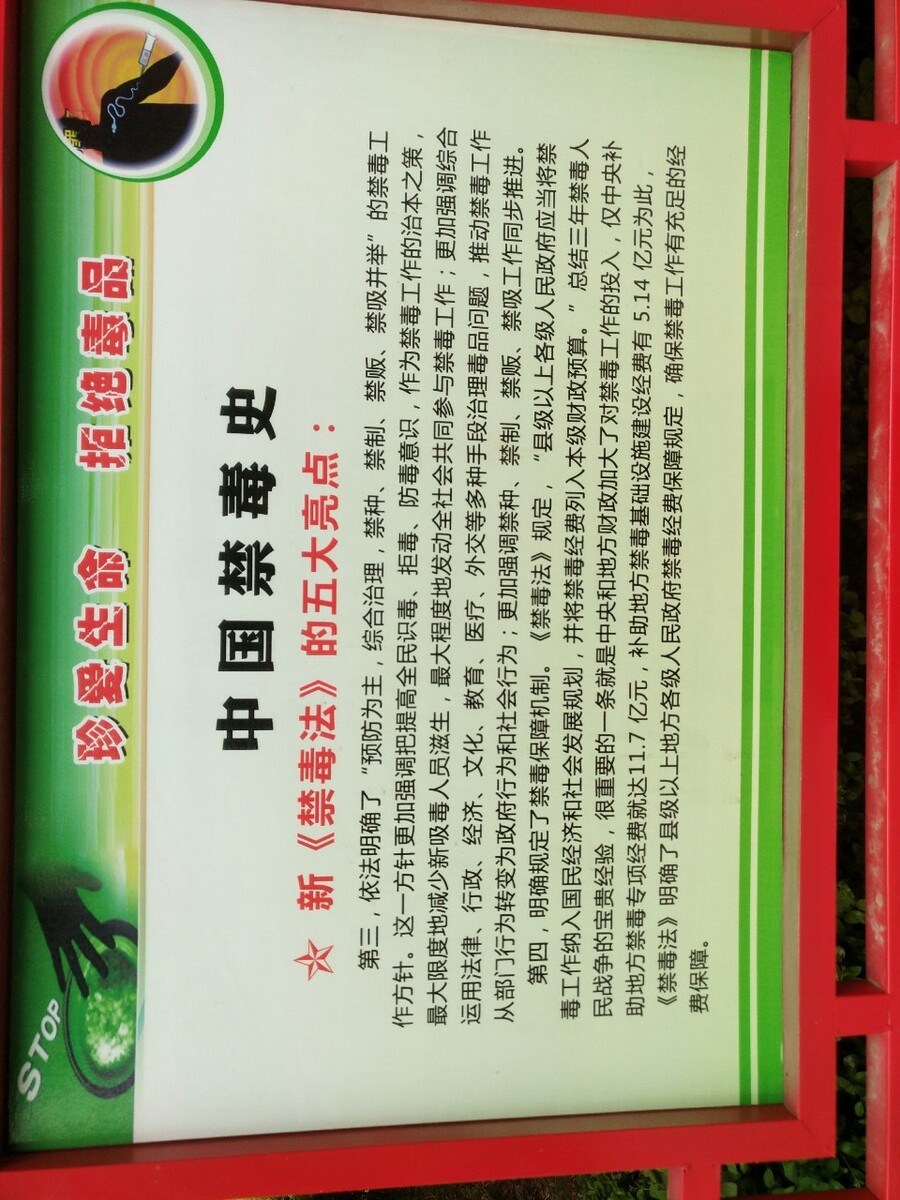 STOP
珍爱生命 拒绝毒品
中国禁毒史
新《禁毒法》的五大亮点：
第三，依法明确了“预防为主，综合治理，禁种、禁制、禁贩、禁吸并举”的禁毒工
作方针。这一方针更加强调把提高全民识毒、拒毒、防毒意识，作为禁毒工作的治本之策，
最大限度地减少新吸毒人员滋生，最大程度地发动全社会共同参与禁毒工作；更加强调综合
运用法律、行政、经济、文化、教育、医疗、外交等多种手段治理毒品问题，推动禁毒工作
从部门行为转变为政府行为和社会行为；更加强调禁种、禁制、禁贩、禁吸工作同步推进。
第四，明确规定了禁毒保障机制。《禁毒法》规定，“县级以上各级人民政府应当将禁
毒工作纳入国民经济和社会发展规划，并将禁毒经费列入本级财政预算。”总结三年禁毒人
民战争的宝贵经验，很重要的一条就是中央和地方财政加大了对禁毒工作的投入，仅中央补
助地方禁毒专项经费就达11.7 亿元，补助地方禁毒基础设施建设经费有 5.14 亿元为此，
《禁毒法》明确了县级以上地方各级人民政府禁毒经费保障规定，确保禁毒工作有充足的经
费保障。